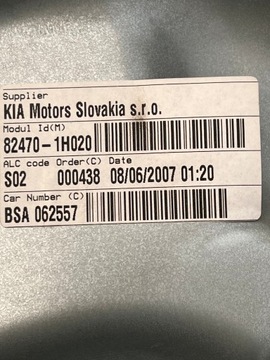 Supplier
KIA Motors Slovakia s.r.o.
Modul Id(M)
82470-1H020
ALC code Order(C) Date
S02 000438 08/06/2007 01:20
Car Number (C)
BSA 062557